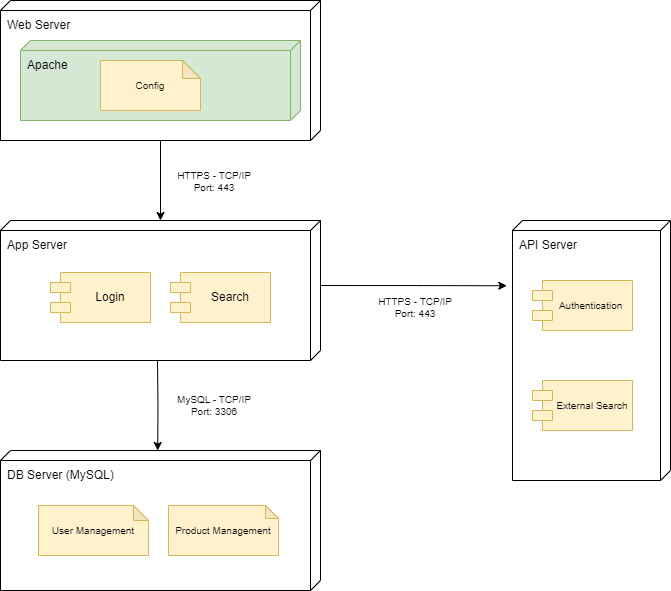 Web Server
Apache
Config
HTTPS - TCP/IP
Port: 443
App Server
Login
Search
HTTPS - TCP/IP
Port: 443
API Server
Authentication
External Search
MySQL - TCP/IP
Port: 3306
DB Server (MySQL)
User Management
Product Management